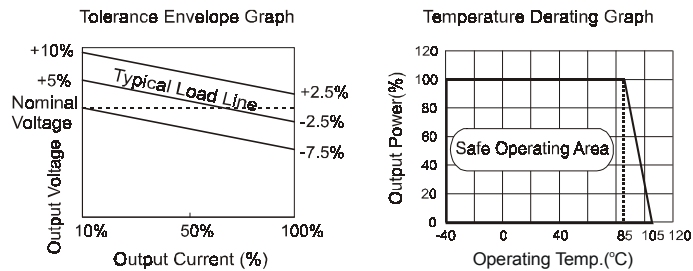 Tolerance Envelope Graph
+10%
+5%
Nominal
Voltage
Output Voltage
Typical Load Line
+2.5%
-2.5%
-7.5%
10%
50%
100%
Output Current (%)
Temperature Derating Graph
Output Power(%)
120
100
80
60
40
20
0
Safe Operating Area
-40
0
40
85
105
120
Operating Temp.(°C)